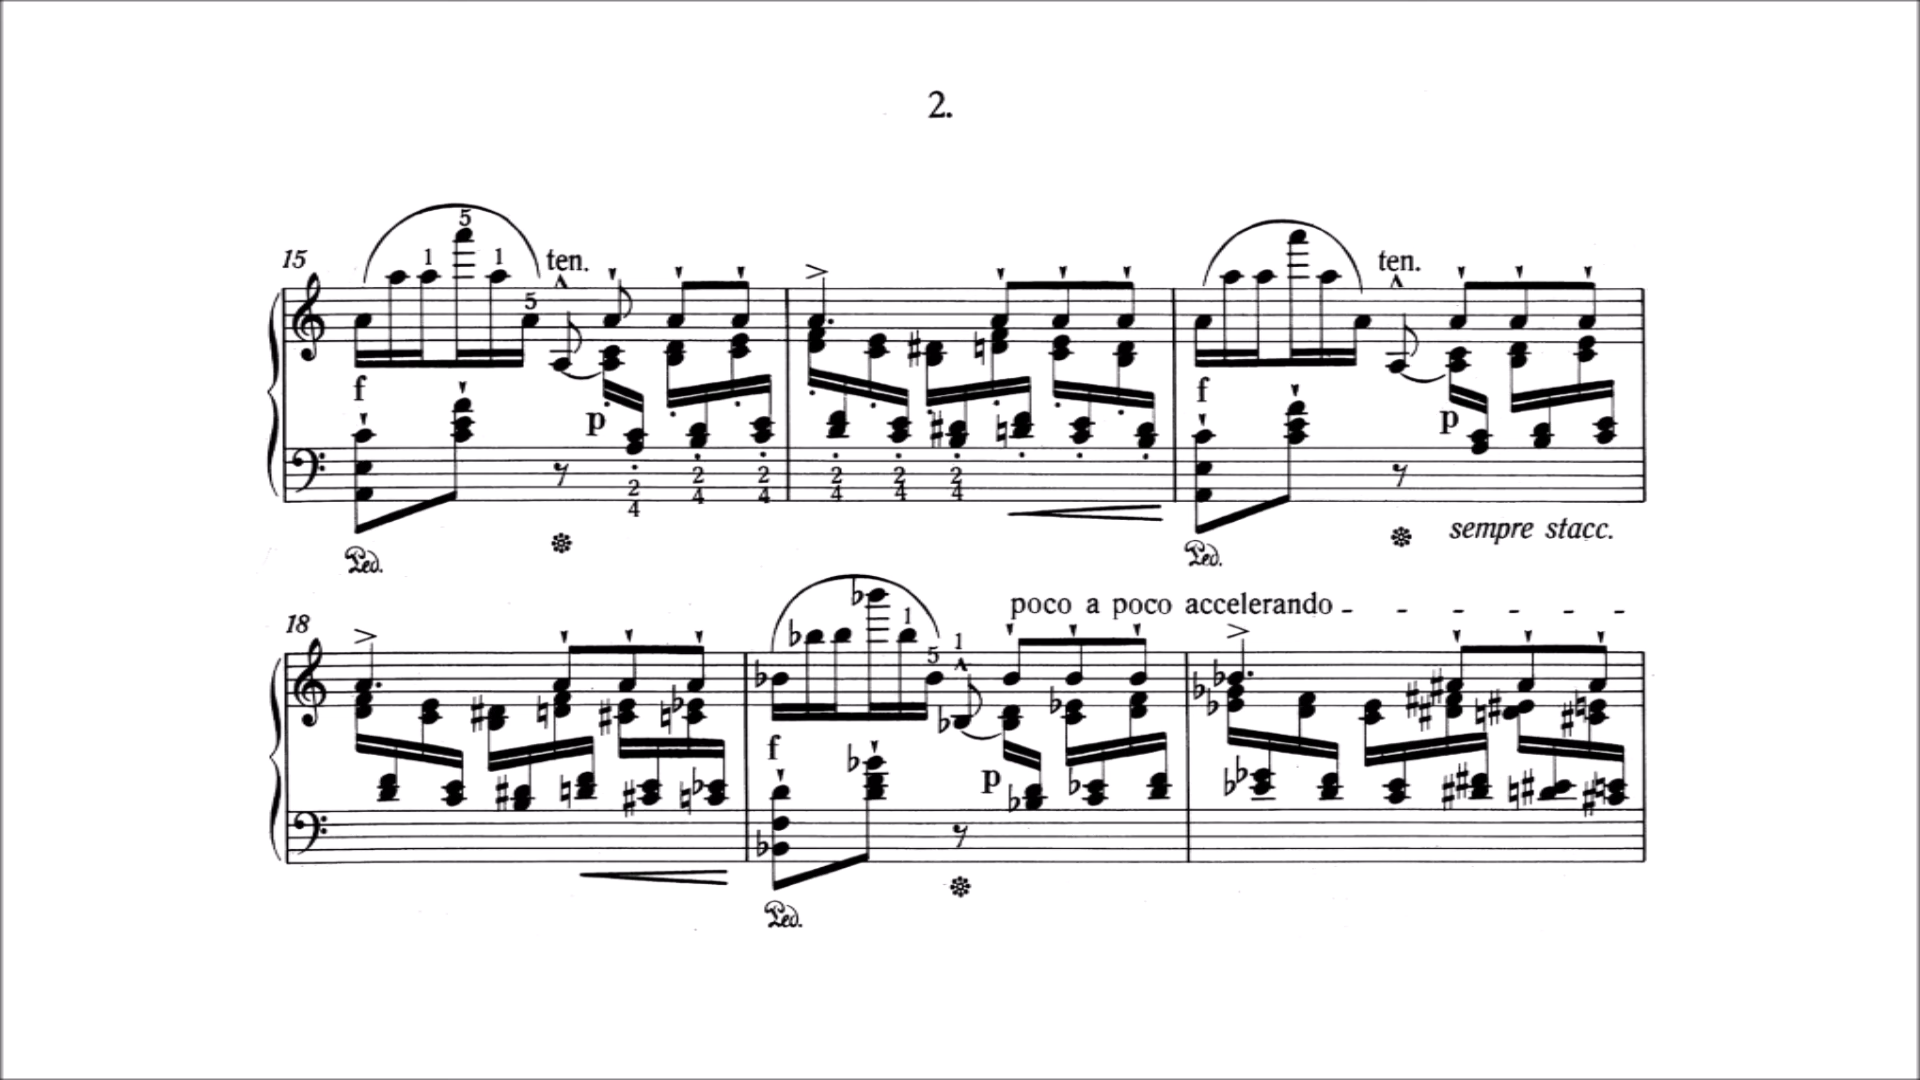 2.
5
15 1 1 ten. ten.
5
f f
p p
2 2 2 2 2 2
4 4 4 4 4 4
sempre stacc.
Ped. Ped.
poco a poco accelerando
18 1
5 1
f
p
Ped.